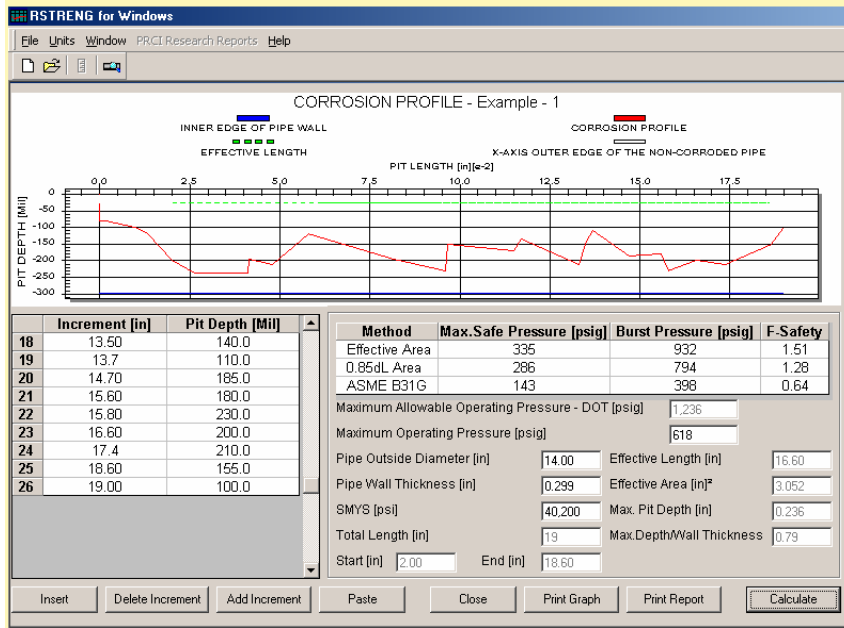 RSTRENG for Windows
File Units Window PRCI Research Reports Help
CORROSION PROFILE - Example - 1
INNER EDGE OF PIPE WALL
CORROSION PROFILE
EFFECTIVE LENGTH
X-AXIS OUTER EDGE OF THE NON-CORRODED PIPE
PIT LENGTH [in][e-2]
0,0 2,5 5,0 7,5 10,0 12,5 15,0 17,5
PIT DEPTH [Mil]
0
-50
-100
-150
-200
-250
-300
Increment [in] Pit Depth [Mil]
18 13.50 140.0
19 13.7 110.0
20 14.70 185.0
21 15.60 180.0
22 15.80 230.0
23 16.60 200.0
24 17.4 210.0
25 18.60 155.0
26 19.00 100.0
Method Max.Safe Pressure [psig] Burst Pressure [psig] F-Safety
Effective Area 335 932 1.51
0.85dL Area 286 794 1.28
ASME B31G 143 398 0.64
Maximum Allowable Operating Pressure - DOT [psig] 1,236
Maximum Operating Pressure [psig] 618
Pipe Outside Diameter [in] 14.00 Effective Length [in] 16.60
Pipe Wall Thickness [in] 0.299 Effective Area [in]² 3.052
SMYS [psi] 40,200 Max. Pit Depth [in] 0.236
Total Length [in] 19 Max.Depth/Wall Thickness 0.79
Start [in] 2.00 End [in] 18.60
Insert Delete Increment Add Increment Paste Close Print Graph Print Report Calculate